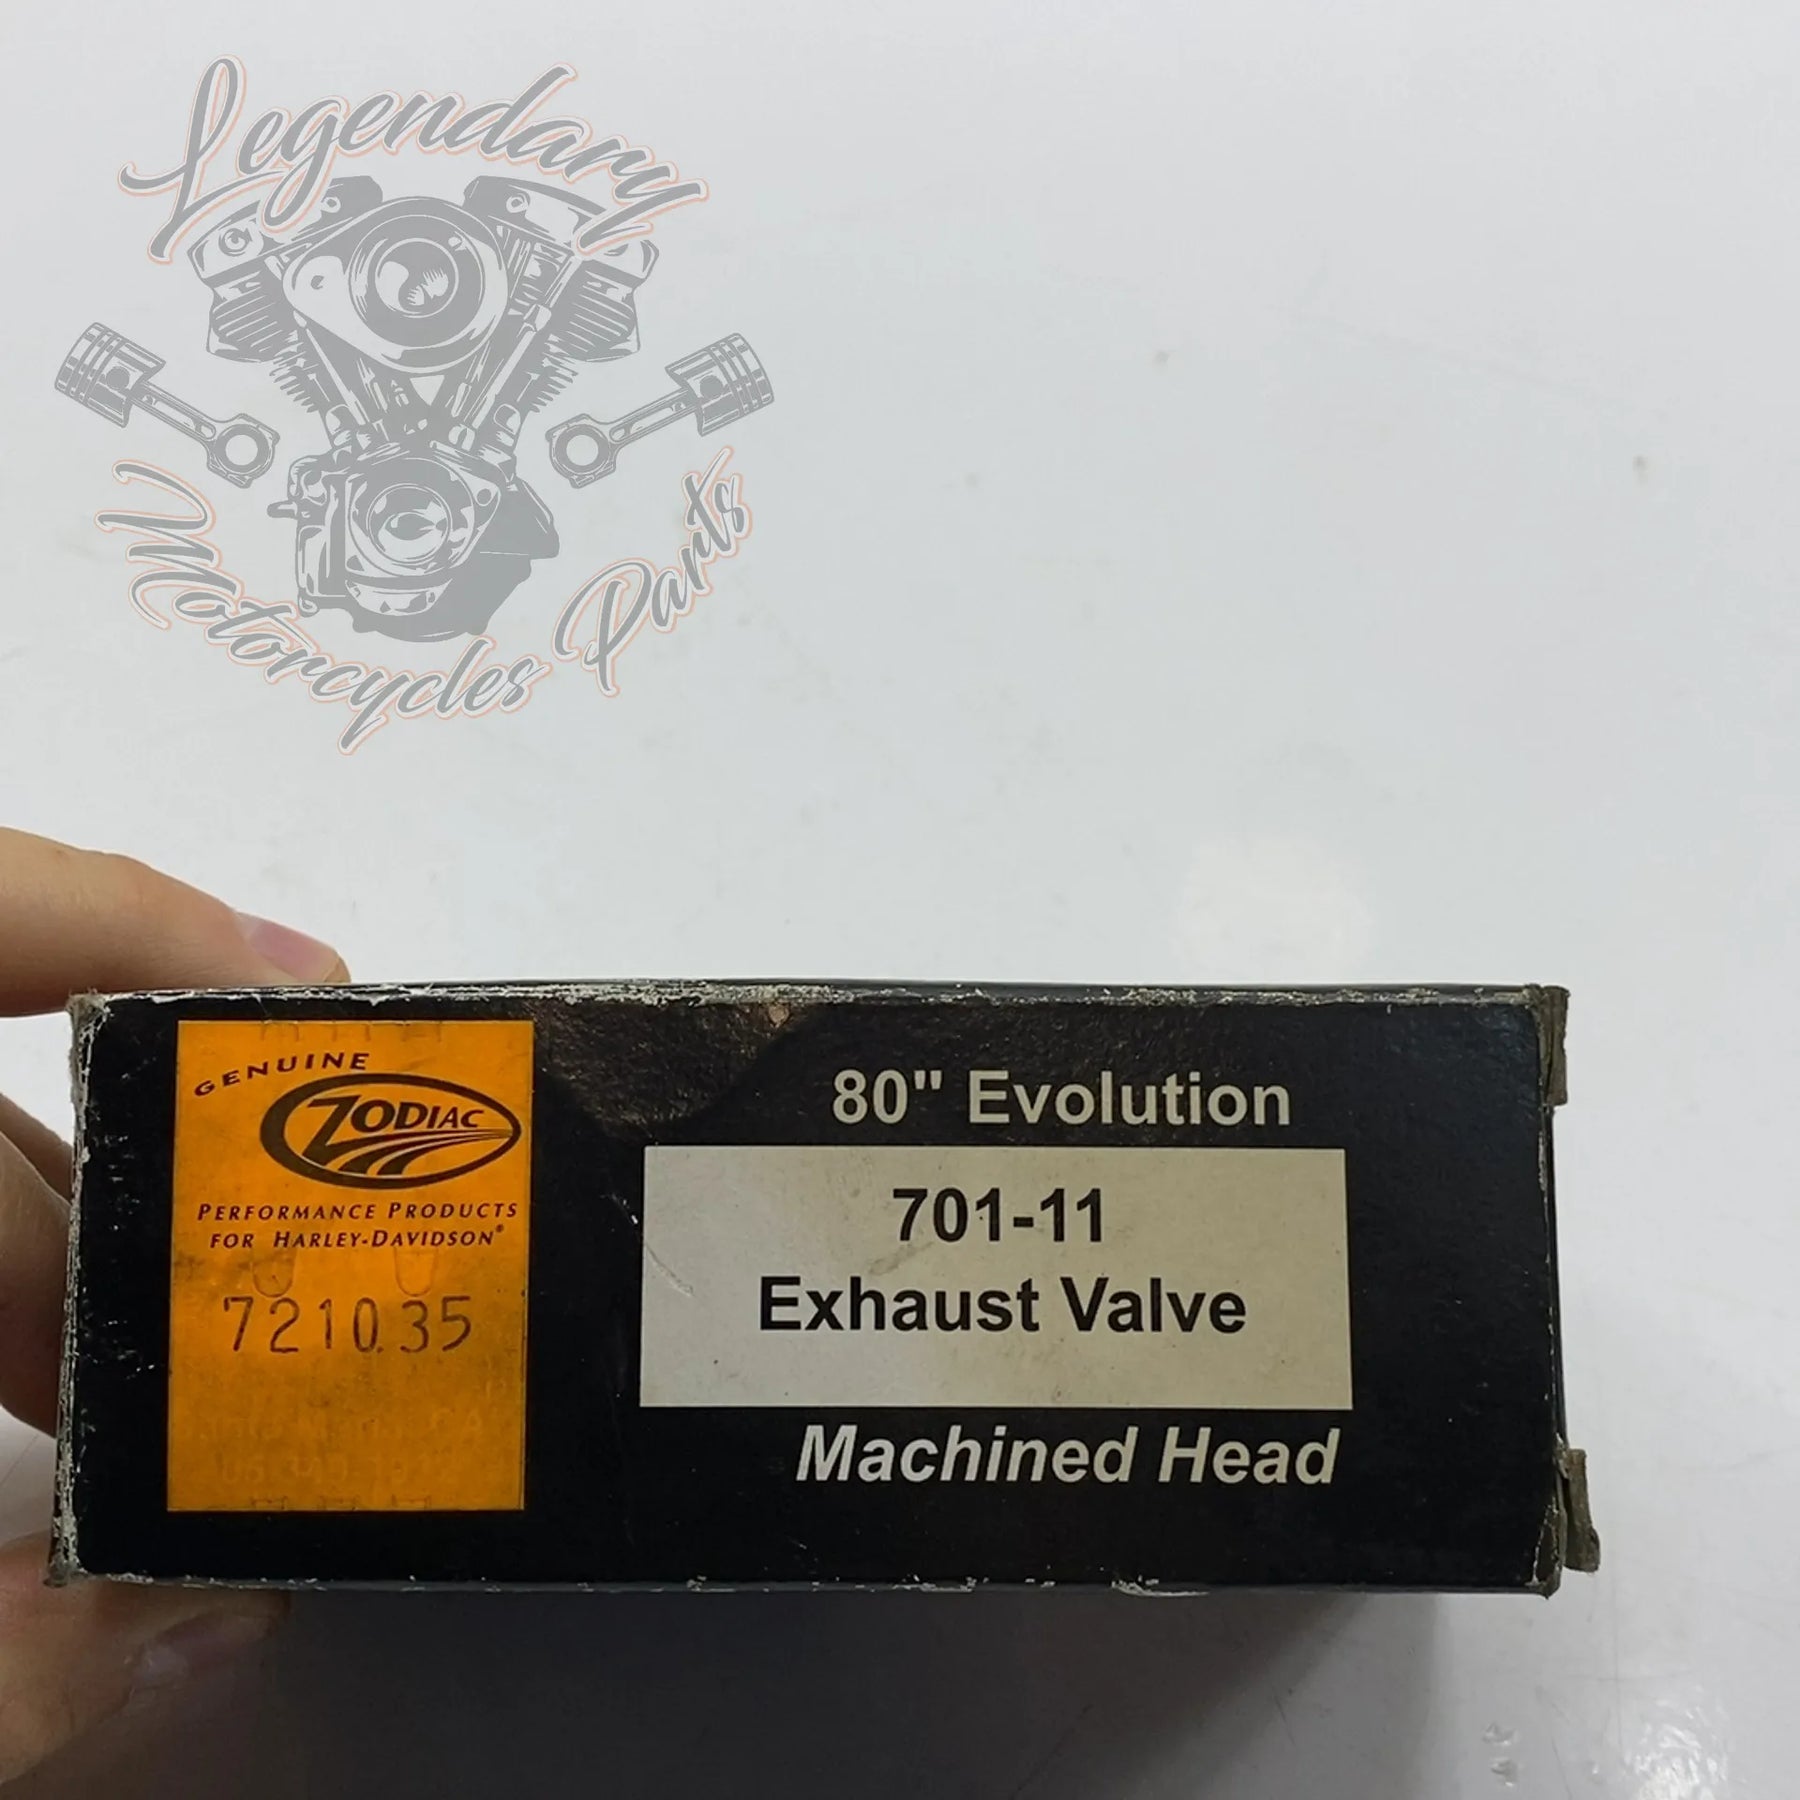 Legendary
Motorcycles Parts
GENUINE
ZODIAC
PERFORMANCE PRODUCTS
FOR HARLEY-DAVIDSON®
721035
80" Evolution
701-11
Exhaust Valve
Machined Head